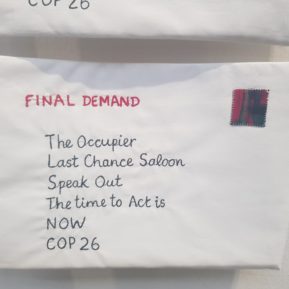 COP 26
FINAL DEMAND
The Occupier
Last Chance Saloon
Speak Out
The time to Act is
NOW
COP 26